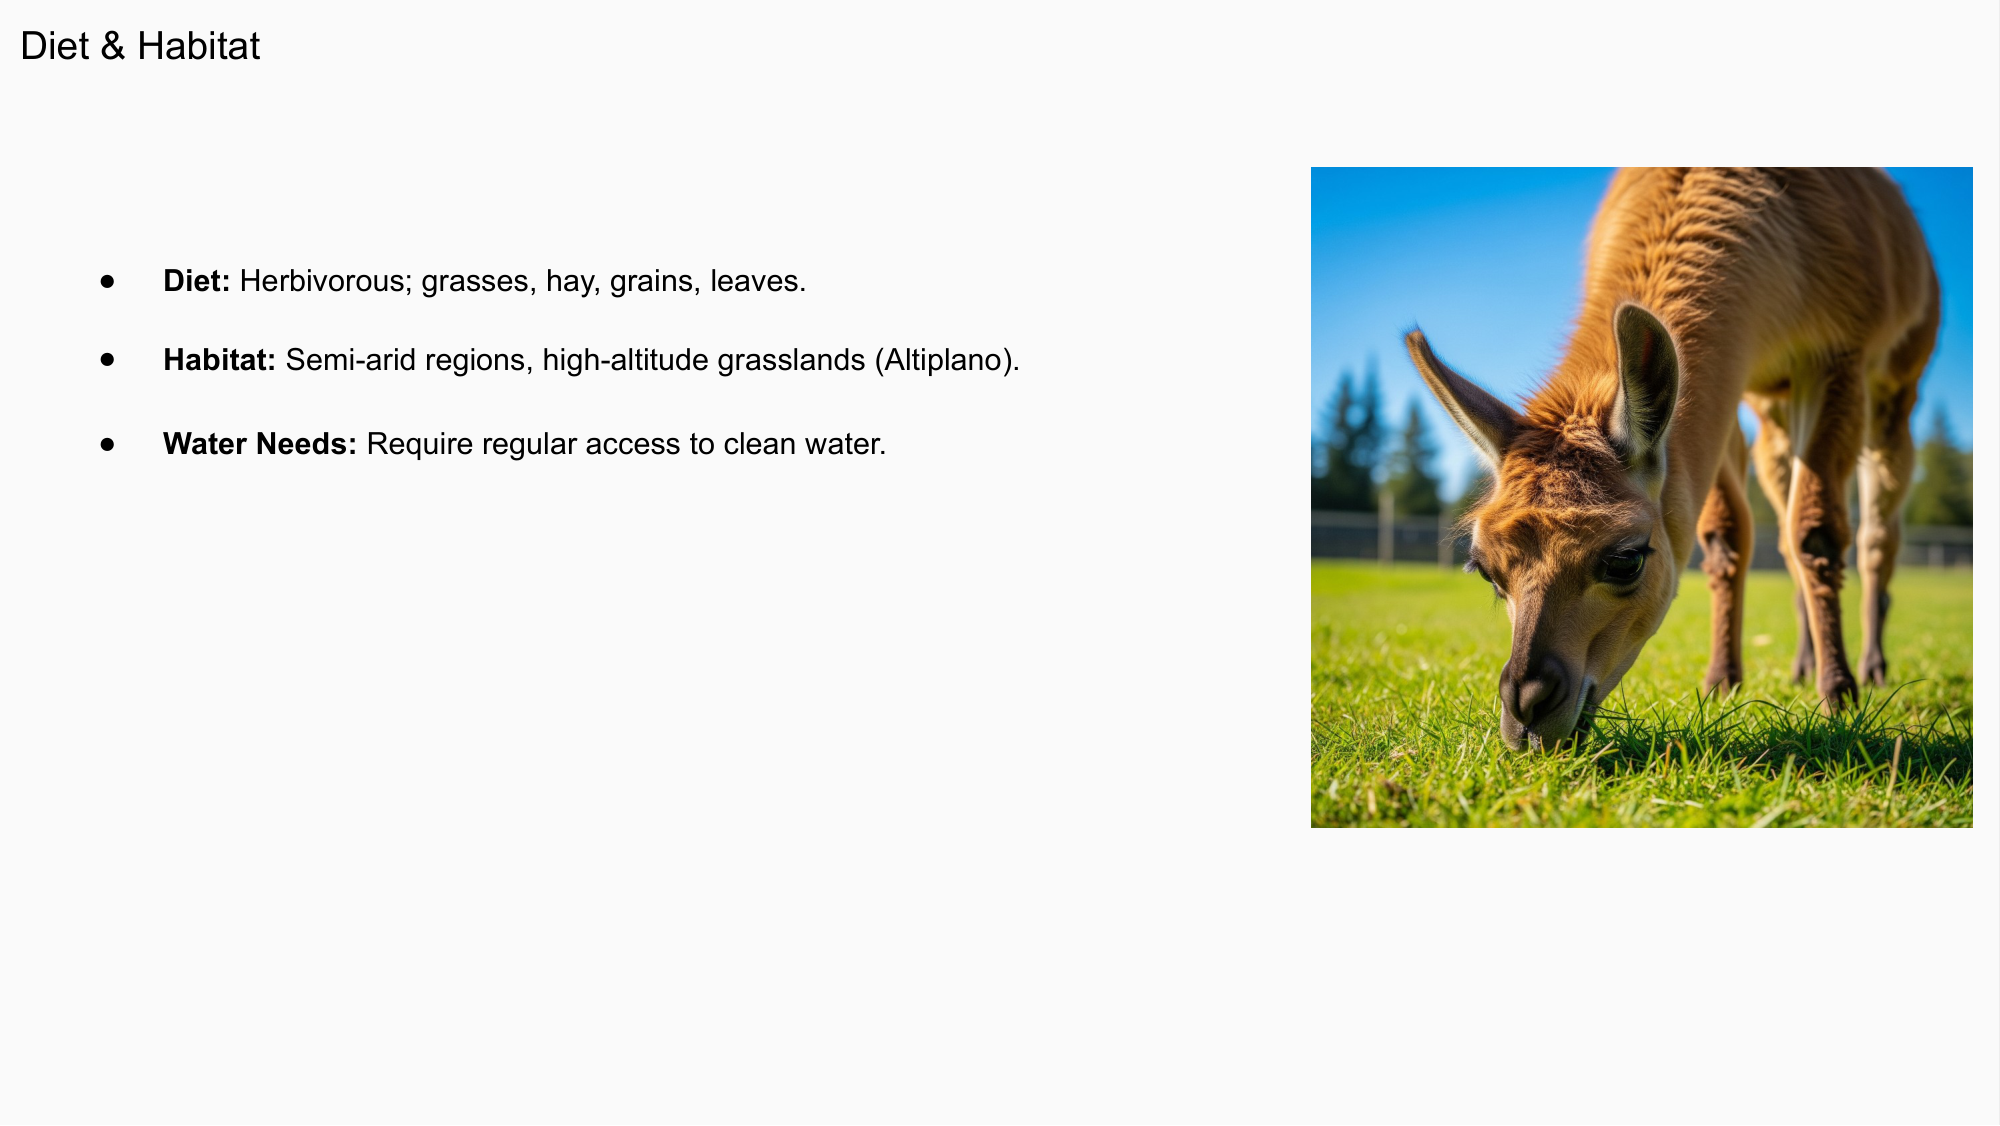 Diet & Habitat
● Diet: Herbivorous; grasses, hay, grains, leaves.
● Habitat: Semi-arid regions, high-altitude grasslands (Altiplano).
● Water Needs: Require regular access to clean water.